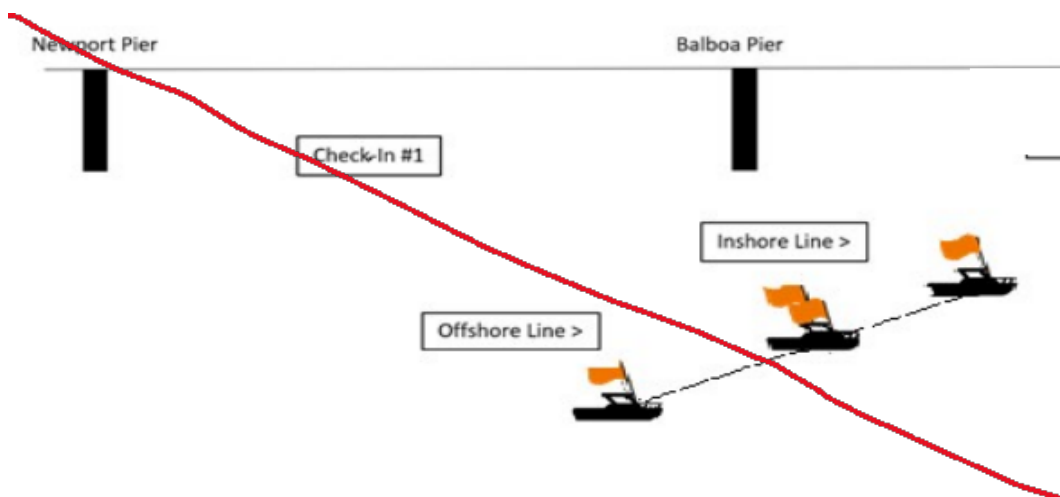 Newport Pier
Balboa Pier
Check-In #1
Inshore Line >
Offshore Line >